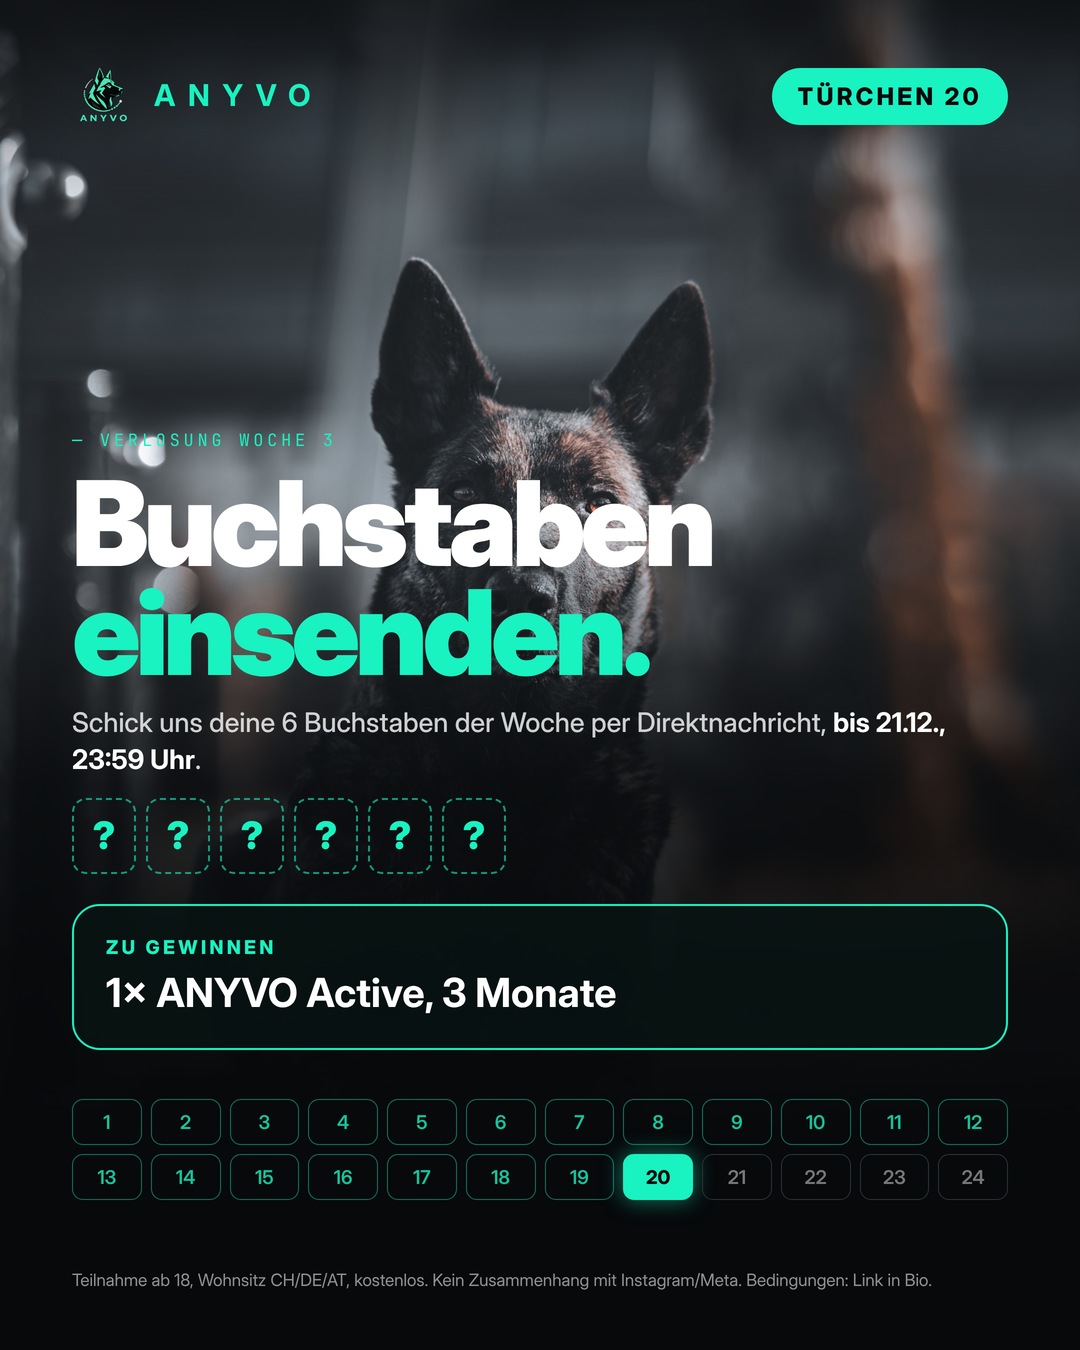 ANYVO
ANYVO
TÜRCHEN 20
– VERLOSUNG WOCHE 3
Buchstaben
einsenden.
Schick uns deine 6 Buchstaben der Woche per Direktnachricht, bis 21.12.,
23:59 Uhr.
? ? ? ? ? ?
ZU GEWINNEN
1× ANYVO Active, 3 Monate
1 2 3 4 5 6 7 8 9 10 11 12
13 14 15 16 17 18 19 20 21 22 23 24
Teilnahme ab 18, Wohnsitz CH/DE/AT, kostenlos. Kein Zusammenhang mit Instagram/Meta. Bedingungen: Link in Bio.